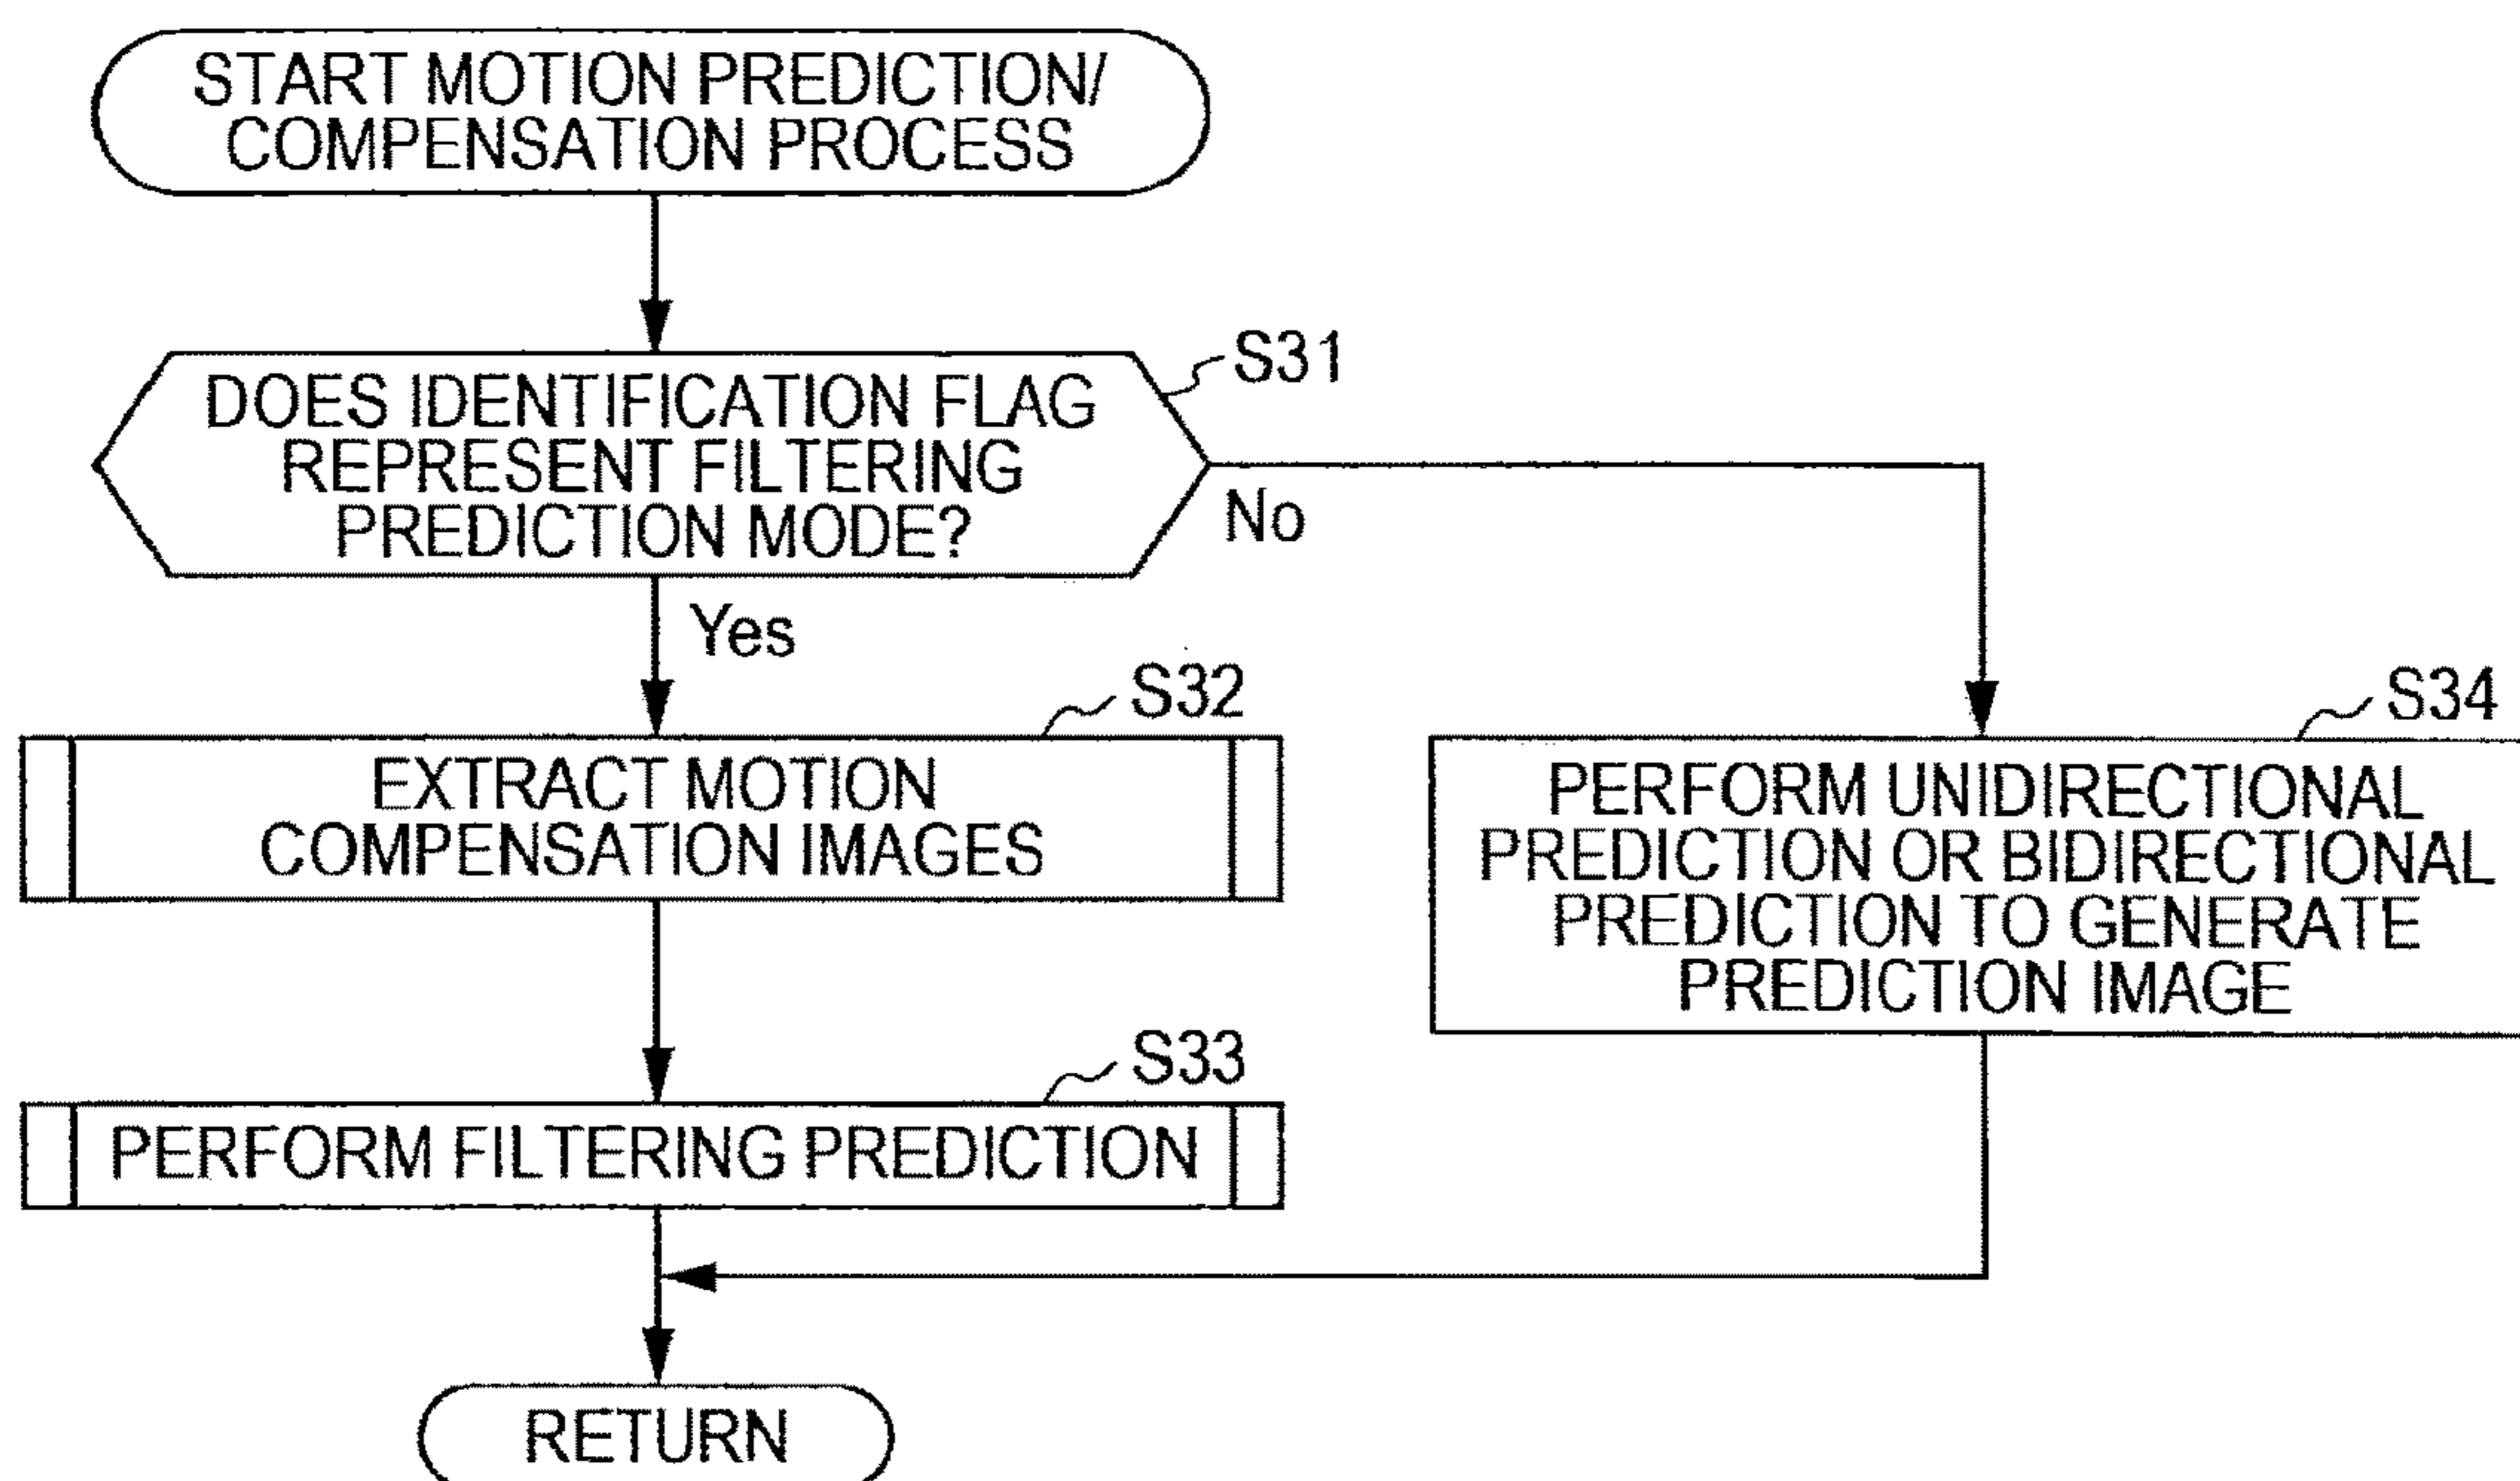 START MOTION PREDICTION/
COMPENSATION PROCESS
S31
DOES IDENTIFICATION FLAG
REPRESENT FILTERING
PREDICTION MODE?
No
Yes
S32
EXTRACT MOTION
COMPENSATION IMAGES
S34
PERFORM UNIDIRECTIONAL
PREDICTION OR BIDIRECTIONAL
PREDICTION TO GENERATE
PREDICTION IMAGE
S33
PERFORM FILTERING PREDICTION
RETURN